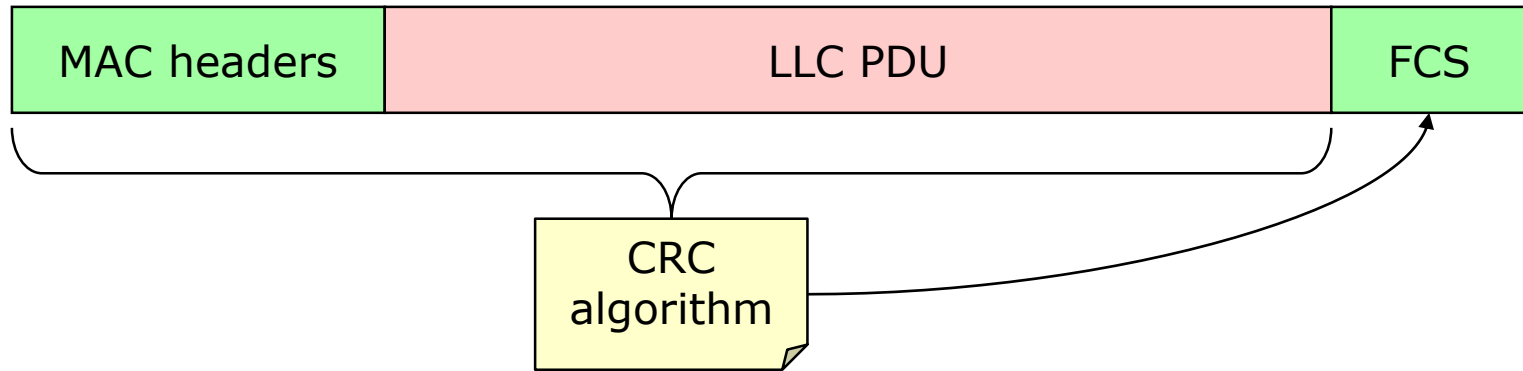 MAC headers
LLC PDU
FCS
CRC
algorithm